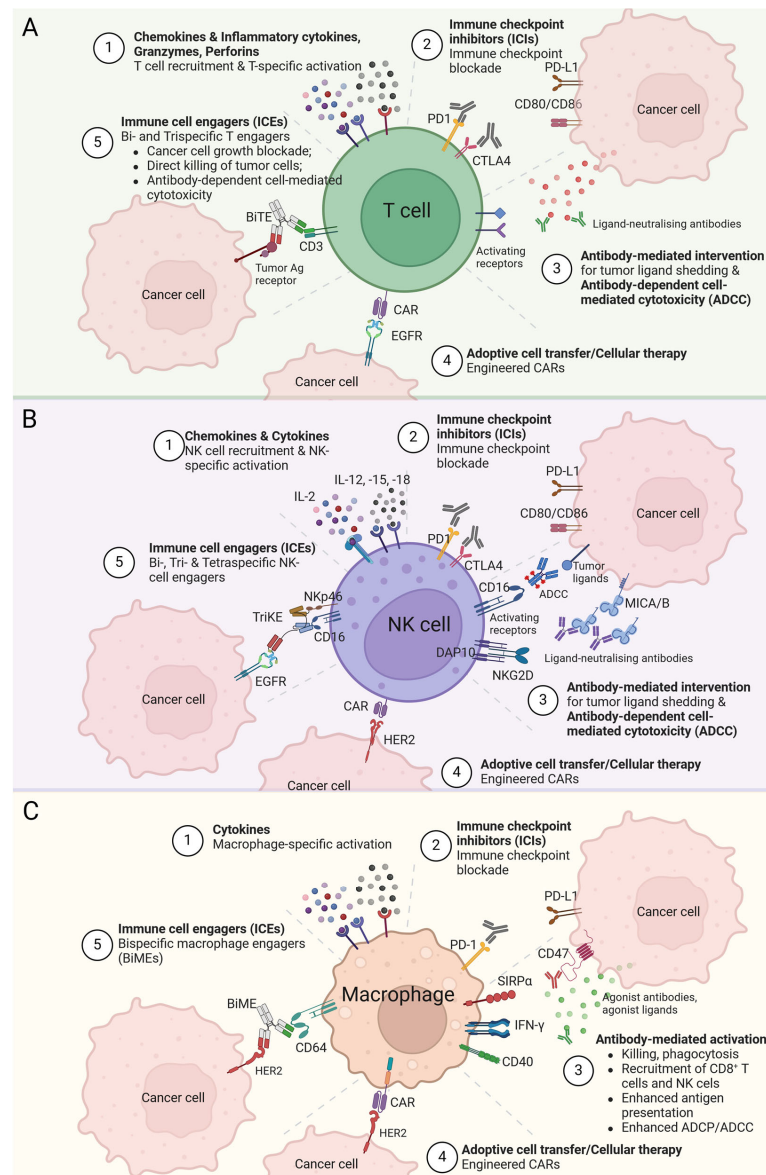 A
1
Chemokines & Inflammatory cytokines,
Granzymes, Perforins
T cell recruitment & T-specific activation
2
Immune checkpoint
inhibitors (ICIs)
Immune checkpoint
blockade
PD-L1
CD80/CD86
Cancer cell
5
Immune cell engagers (ICEs)
Bi- and Trispecific T engagers
• Cancer cell growth blockade;
• Direct killing of tumor cells;
• Antibody-dependent cell-mediated
cytotoxicity
PD1
CTLA4
T cell
BiTE
CD3
Tumor Ag
receptor
Cancer cell
Activating
receptors
Ligand-neutralising antibodies
3
Antibody-mediated intervention
for tumor ligand shedding &
Antibody-dependent cell-
mediated cytotoxicity (ADCC)
CAR
EGFR
Cancer cell
4
Adoptive cell transfer/Cellular therapy
Engineered CARs
B
1
Chemokines & Cytokines
NK cell recruitment & NK-
specific activation
2
Immune checkpoint
inhibitors (ICIs)
Immune checkpoint
blockade
IL-2
IL-12, -15, -18
PD-L1
CD80/CD86
Cancer cell
5
Immune cell engagers (ICEs)
Bi-, Tri- & Tetraspecific NK-
cell engagers
PD1
CTLA4
NK cell
NKp46
TriKE
CD16
EGFR
Cancer cell
CD16
ADCC
Tumor
ligands
Activating
receptors
MICA/B
DAP10
NKG2D
Ligand-neutralising antibodies
3
Antibody-mediated intervention
for tumor ligand shedding &
Antibody-dependent cell-
mediated cytotoxicity (ADCC)
CAR
HER2
Cancer cell
4
Adoptive cell transfer/Cellular therapy
Engineered CARs
C
1
Cytokines
Macrophage-specific activation
2
Immune checkpoint
inhibitors (ICIs)
Immune checkpoint
blockade
PD-L1
CD47
Cancer cell
5
Immune cell engagers (ICEs)
Bispecific macrophage engagers
(BiMEs)
PD-1
SIRPα
Macrophage
IFN-γ
CD40
BiME
CD64
HER2
Cancer cell
Agonist antibodies,
agonist ligands
3
Antibody-mediated activation
• Killing, phagocytosis
• Recruitment of CD8⁺ T
cells and NK cells
• Enhanced antigen
presentation
• Enhanced ADCP/ADCC
CAR
HER2
Cancer cell
4
Adoptive cell transfer/Cellular therapy
Engineered CARs